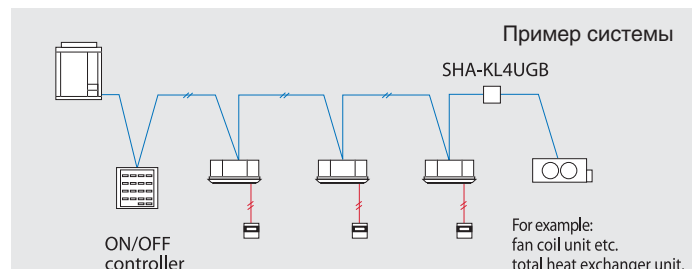 Пример системы
SHA-KL4UGB
ON/OFF
controller
For example:
fan coil unit etc.
total heat exchanger unit.